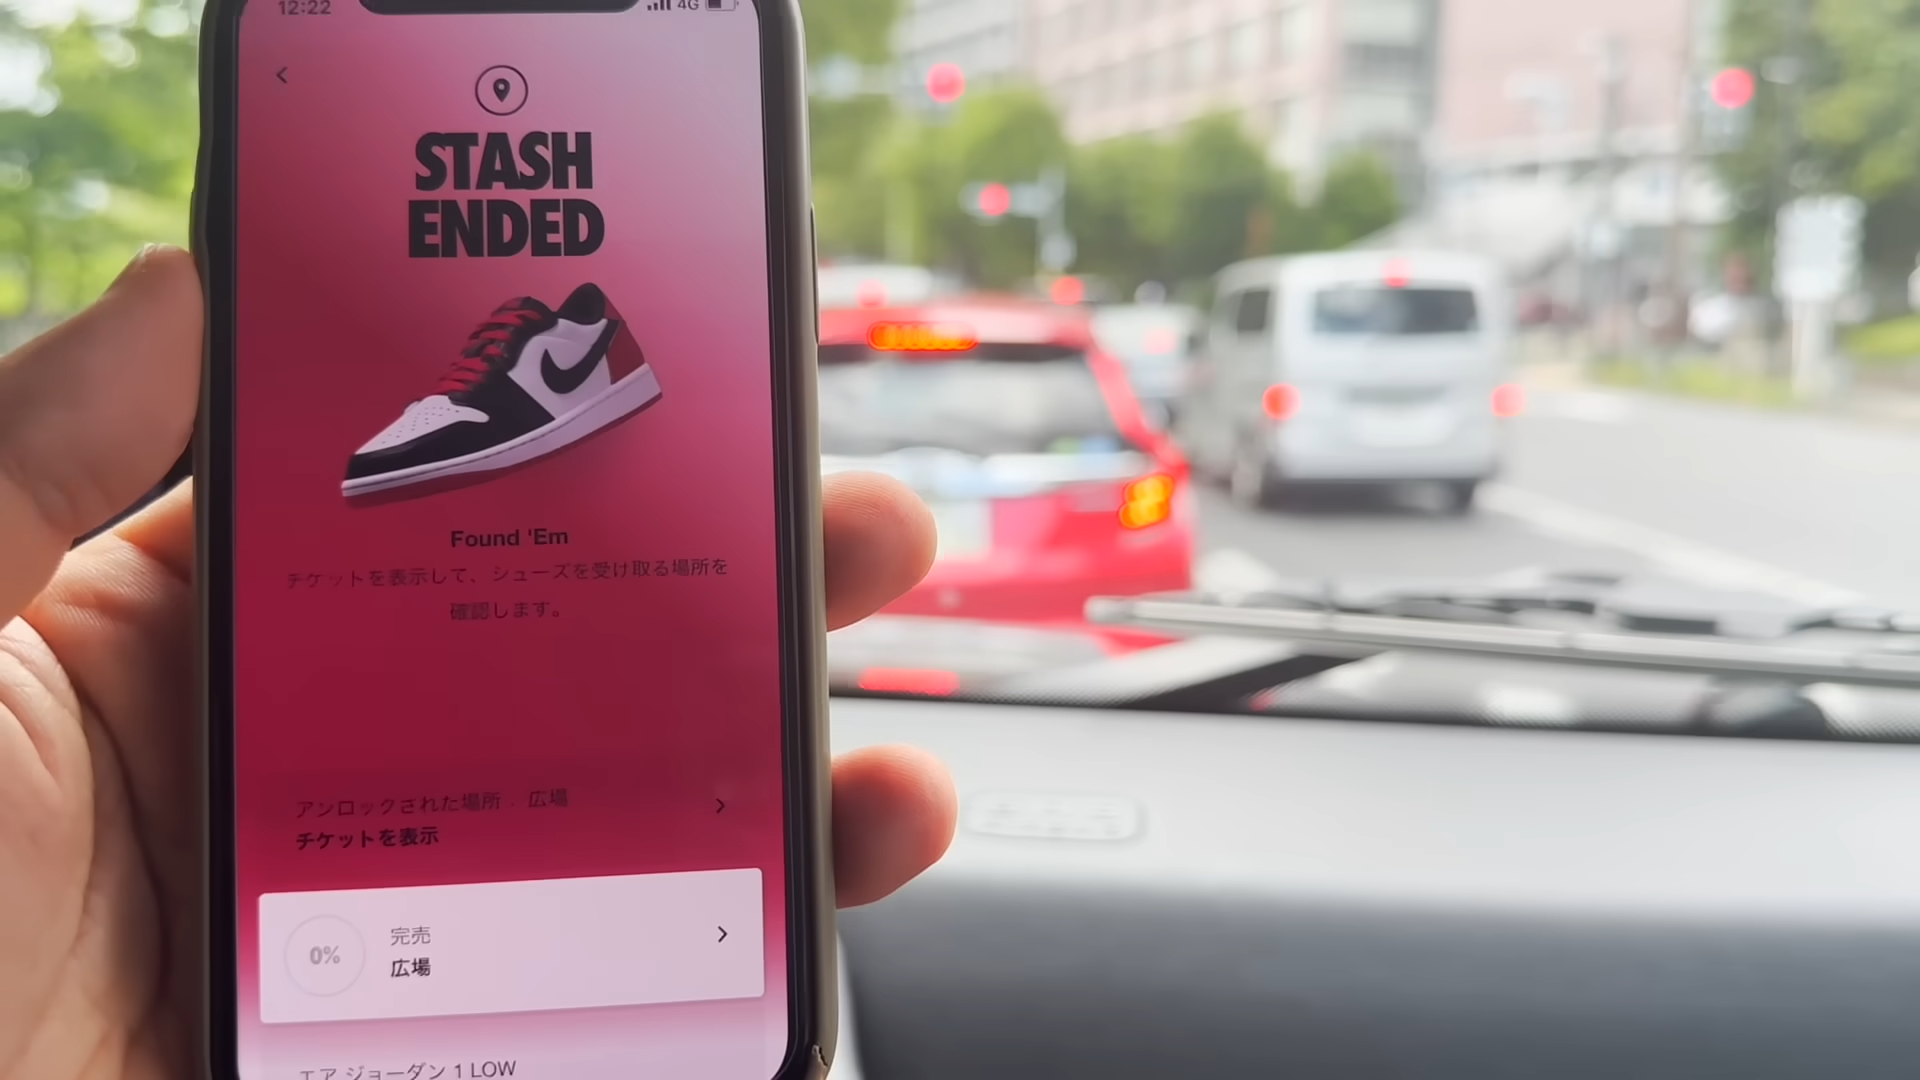 12:22
4G
STASH
ENDED
Found 'Em
チケットを表示して、シューズを受け取る場所を
確認します。
アンロックされた場所 . 広場
チケットを表示
0%
完売
広場
エア ジョーダン 1 LOW